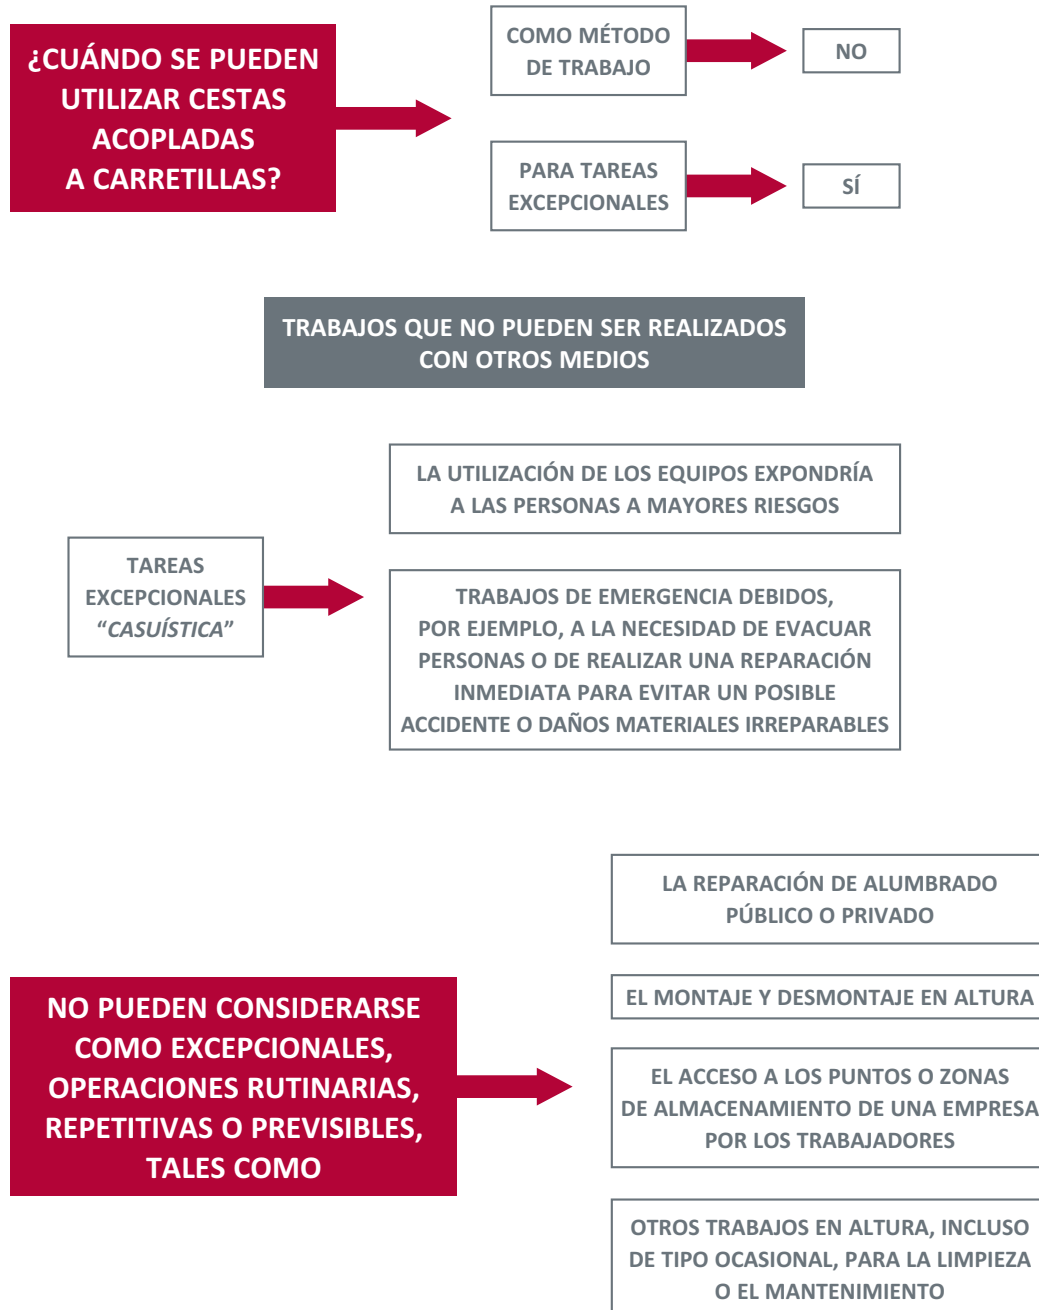 ¿CUÁNDO SE PUEDEN
UTILIZAR CESTAS
ACOPLADAS
A CARRETILLAS?
COMO MÉTODO
DE TRABAJO
NO
PARA TAREAS
EXCEPCIONALES
SÍ
TRABAJOS QUE NO PUEDEN SER REALIZADOS
CON OTROS MEDIOS
TAREAS
EXCEPCIONALES
“CASUÍSTICA”
LA UTILIZACIÓN DE LOS EQUIPOS EXPONDRÍA
A LAS PERSONAS A MAYORES RIESGOS
TRABAJOS DE EMERGENCIA DEBIDOS,
POR EJEMPLO, A LA NECESIDAD DE EVACUAR
PERSONAS O DE REALIZAR UNA REPARACIÓN
INMEDIATA PARA EVITAR UN POSIBLE
ACCIDENTE O DAÑOS MATERIALES IRREPARABLES
NO PUEDEN CONSIDERARSE
COMO EXCEPCIONALES,
OPERACIONES RUTINARIAS,
REPETITIVAS O PREVISIBLES,
TALES COMO
LA REPARACIÓN DE ALUMBRADO
PÚBLICO O PRIVADO
EL MONTAJE Y DESMONTAJE EN ALTURA
EL ACCESO A LOS PUNTOS O ZONAS
DE ALMACENAMIENTO DE UNA EMPRESA
POR LOS TRABAJADORES
OTROS TRABAJOS EN ALTURA, INCLUSO
DE TIPO OCASIONAL, PARA LA LIMPIEZA
O EL MANTENIMIENTO